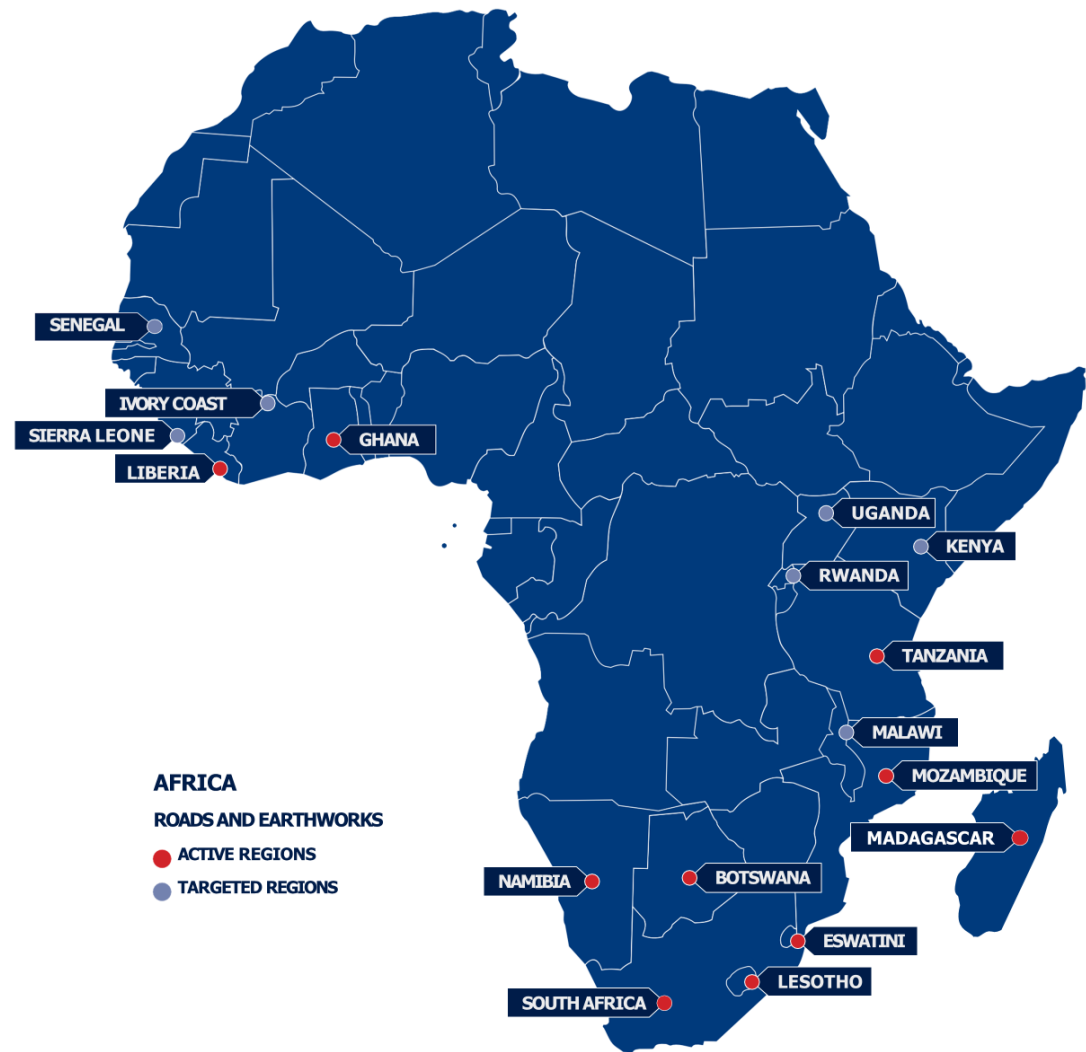 SENEGAL
IVORY COAST
SIERRA LEONE
GHANA
LIBERIA
UGANDA
KENYA
RWANDA
TANZANIA
MALAWI
MOZAMBIQUE
MADAGASCAR
NAMIBIA
BOTSWANA
ESWATINI
LESOTHO
SOUTH AFRICA
AFRICA
ROADS AND EARTHWORKS
ACTIVE REGIONS
TARGETED REGIONS